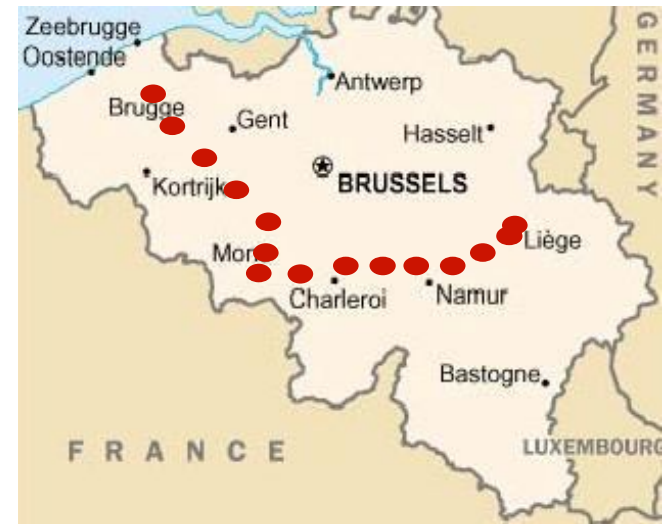 Zeebrugge
Oostende
Antwerp
Brugge
Gent
Hasselt
BRUSSELS
Kortrijk
Liège
Charleroi
Namur
Bastogne
FRANCE
LUXEMBOURG
GERMANY